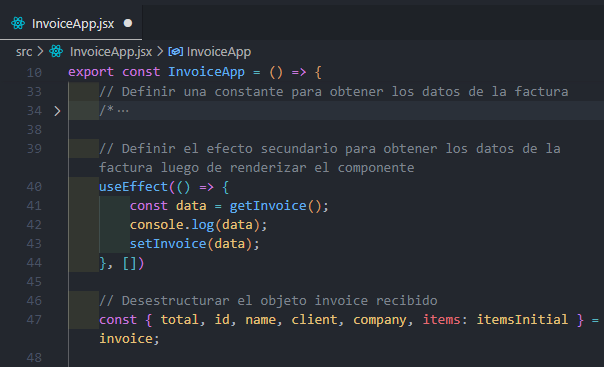 InvoiceApp.jsx ●
src > InvoiceApp.jsx > InvoiceApp
10 export const InvoiceApp = () => {
33 // Definir una constante para obtener los datos de la factura
34 > /* ···
38
39 // Definir el efecto secundario para obtener los datos de la
factura luego de renderizar el componente
40 useEffect(() => {
41 const data = getInvoice();
42 console.log(data);
43 setInvoice(data);
44 }, [])
45
46 // Desestructurar el objeto invoice recibido
47 const { total, id, name, client, company, items: itemsInitial } =
invoice;
48